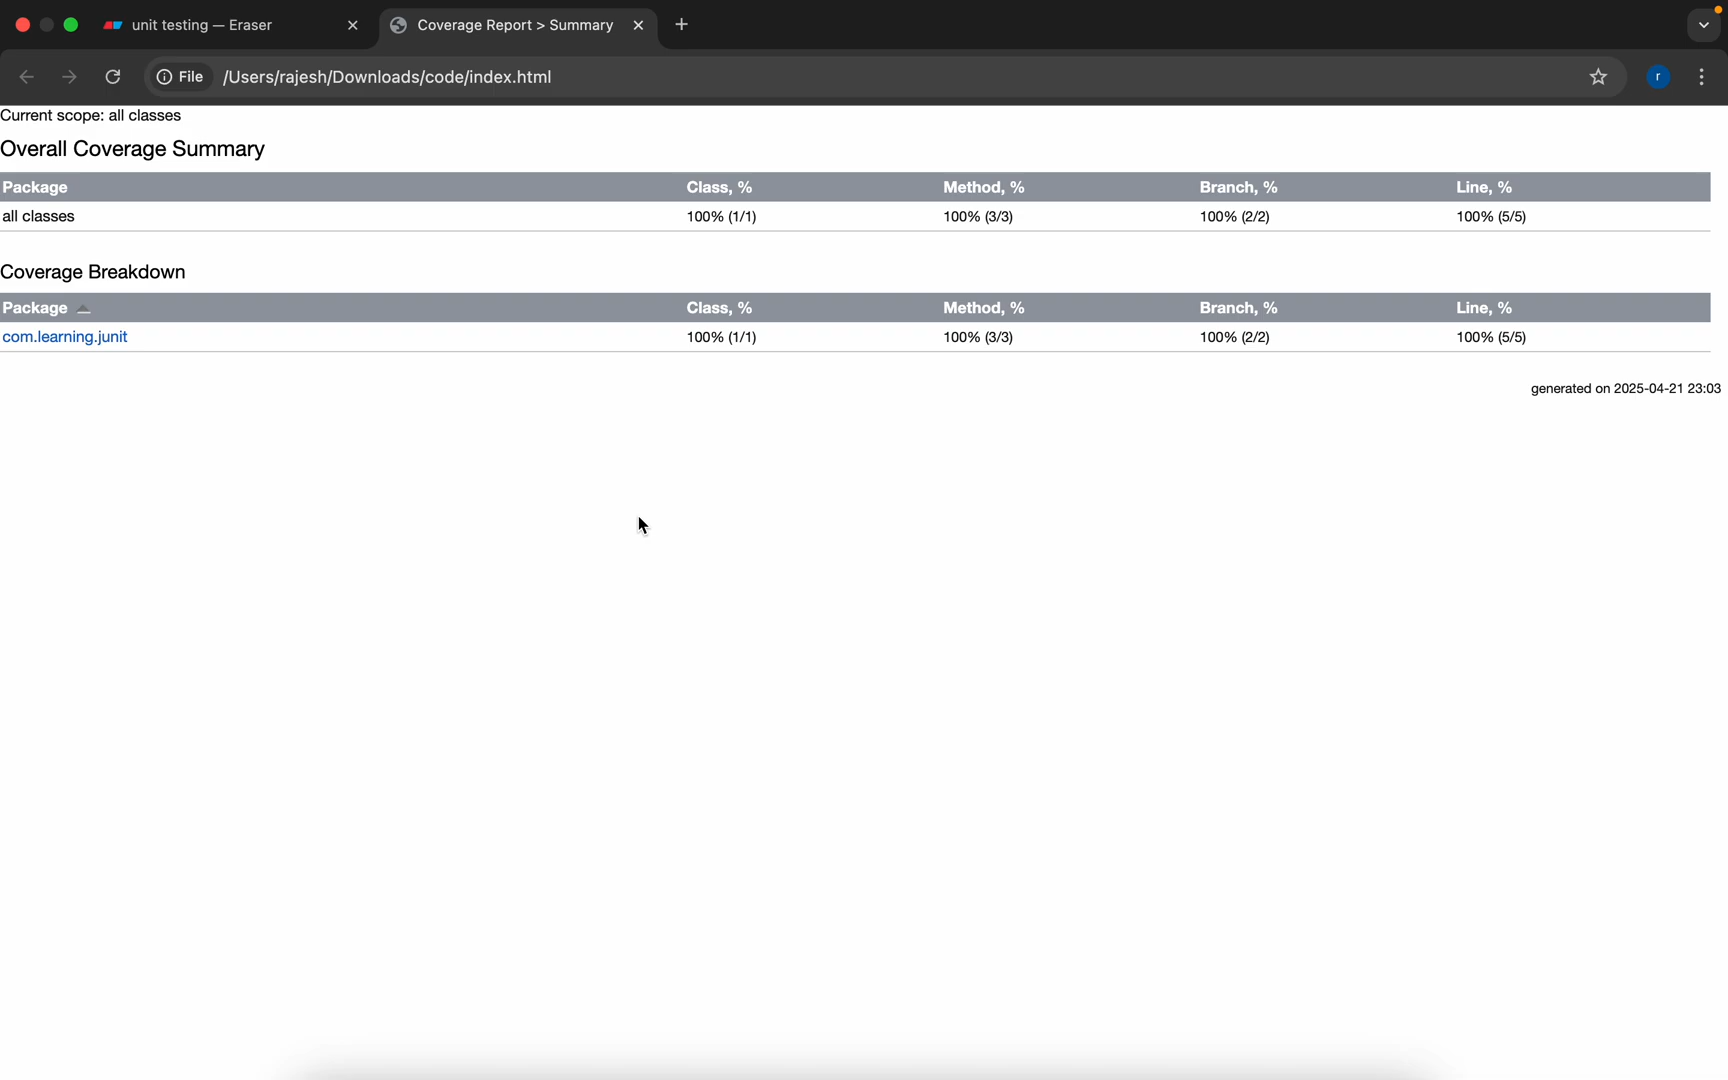 unit testing — Eraser
Coverage Report > Summary
File /Users/rajesh/Downloads/code/index.html
r
Current scope: all classes
Overall Coverage Summary
Package Class, % Method, % Branch, % Line, %
all classes 100% (1/1) 100% (3/3) 100% (2/2) 100% (5/5)
Coverage Breakdown
Package Class, % Method, % Branch, % Line, %
com.learning.junit 100% (1/1) 100% (3/3) 100% (2/2) 100% (5/5)
generated on 2025-04-21 23:03